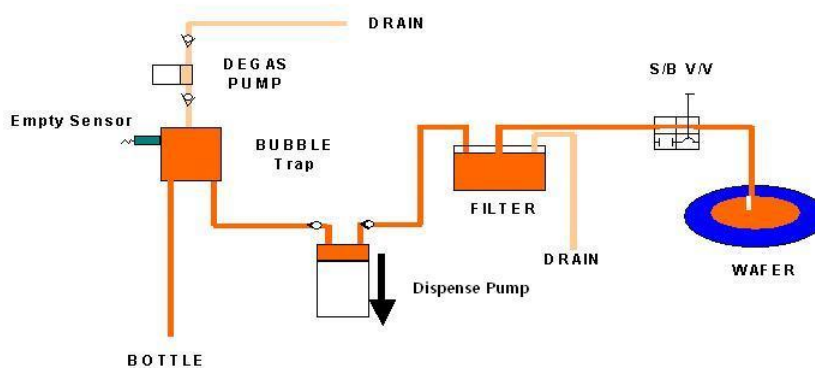 DRAIN
DEGAS
PUMP
S/B V/V
Empty Sensor
BUBBLE
Trap
FILTER
DRAIN
WAFER
Dispense Pump
BOTTLE